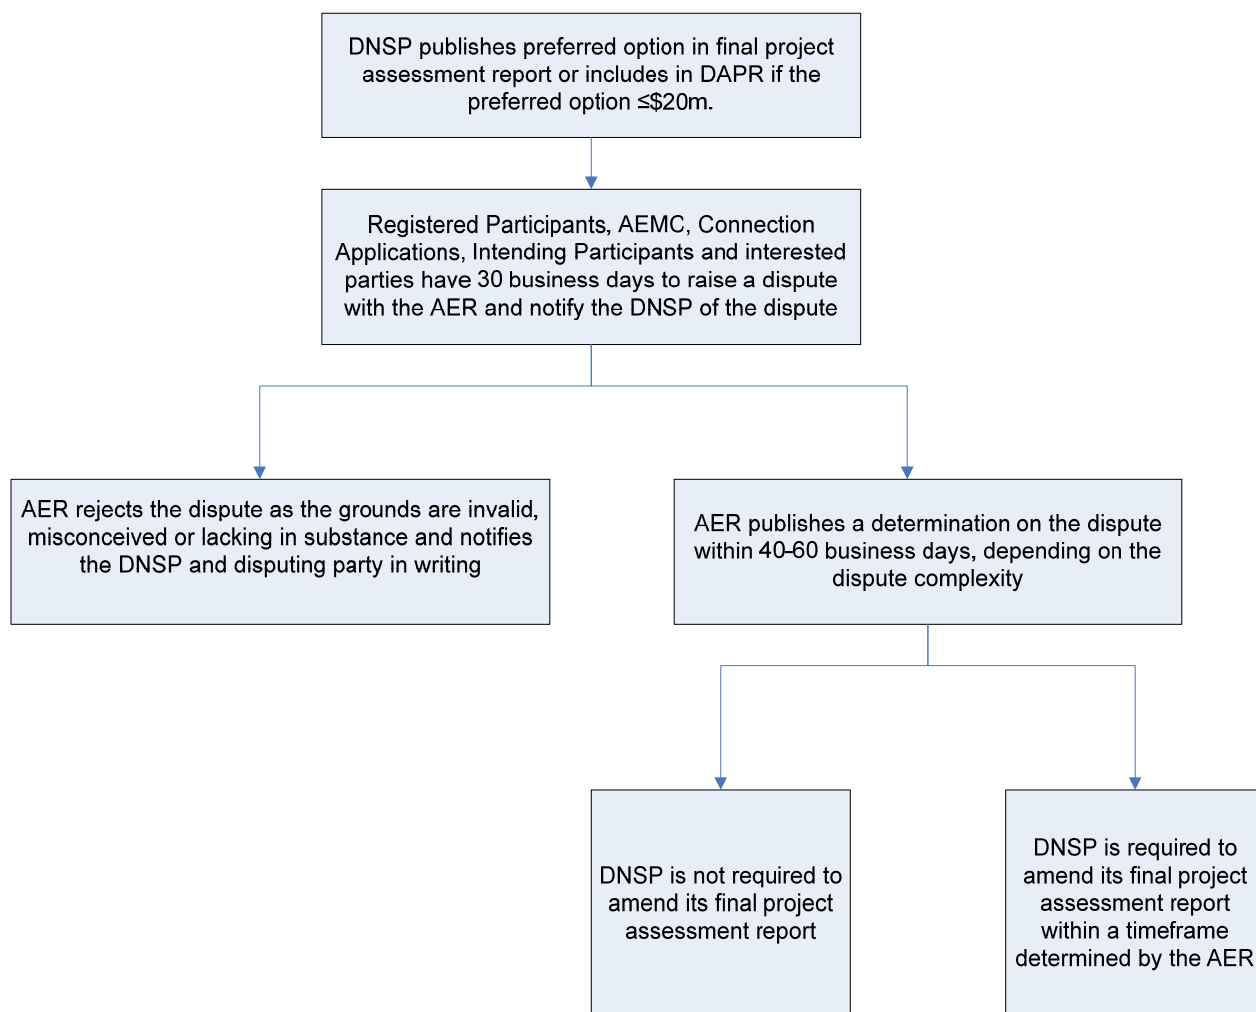 DNSP publishes preferred option in final project
assessment report or includes in DAPR if the
preferred option ≤$20m.
Registered Participants, AEMC, Connection
Applications, Intending Participants and interested
parties have 30 business days to raise a dispute
with the AER and notify the DNSP of the dispute
AER rejects the dispute as the grounds are invalid,
misconceived or lacking in substance and notifies
the DNSP and disputing party in writing
AER publishes a determination on the dispute
within 40-60 business days, depending on the
dispute complexity
DNSP is not required to
amend its final project
assessment report
DNSP is required to
amend its final project
assessment report
within a timeframe
determined by the AER